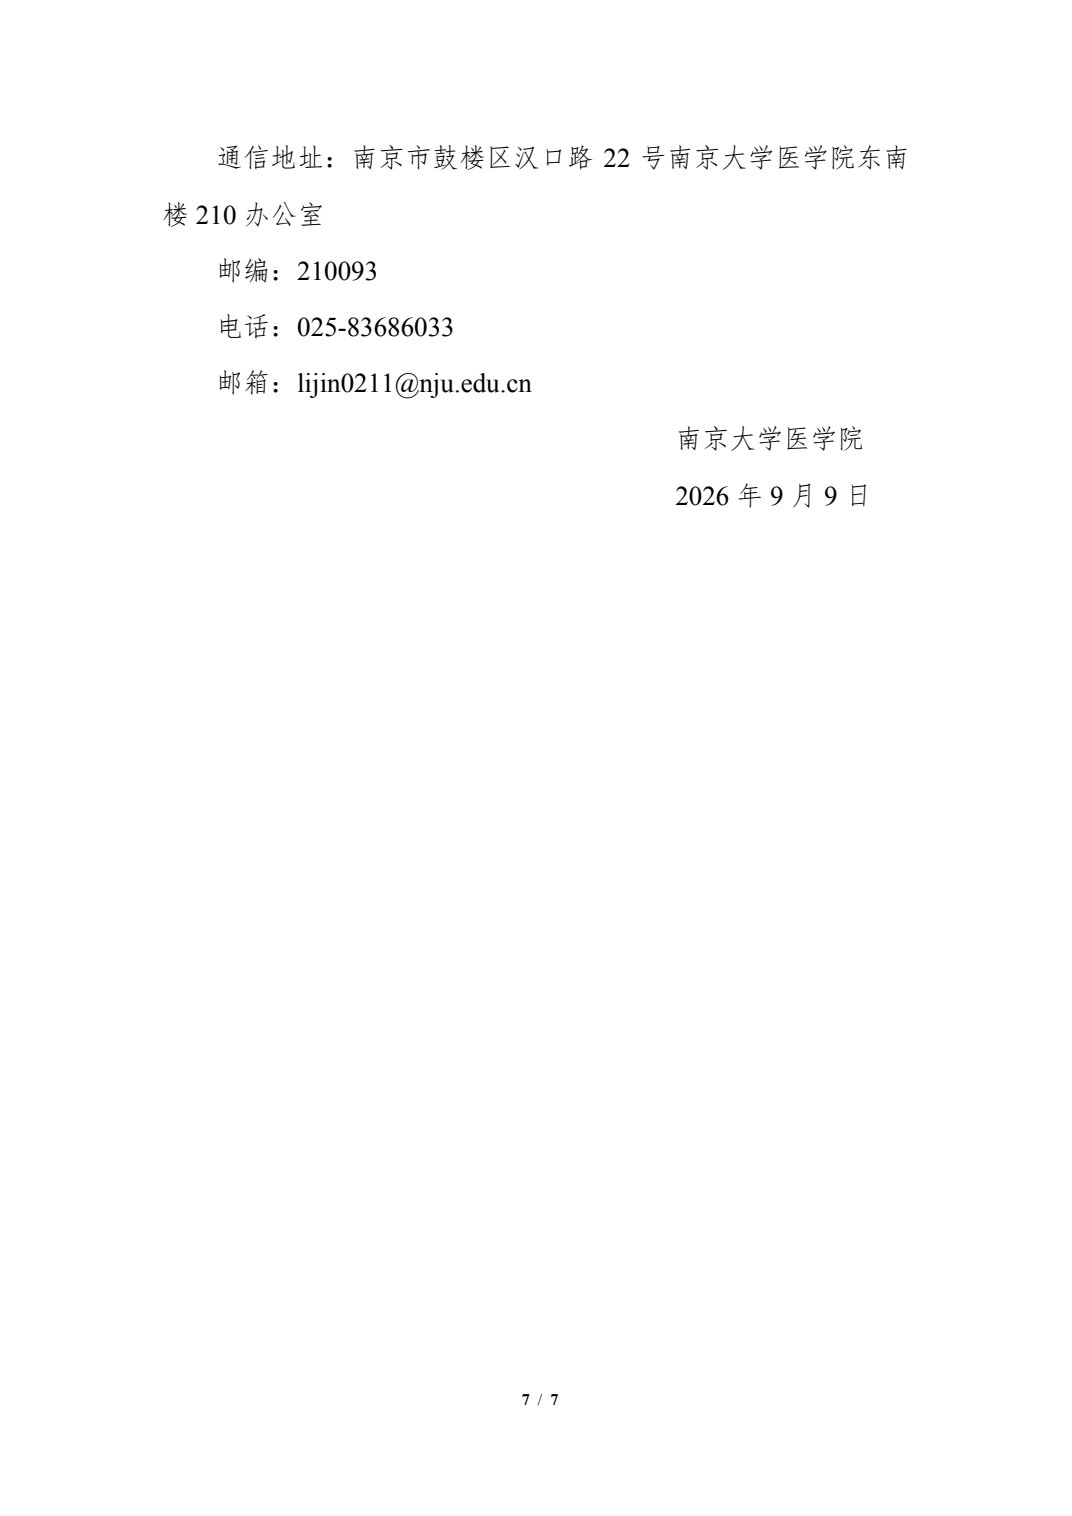 通信地址：南京市鼓楼区汉口路 22 号南京大学医学院东南
楼 210 办公室
邮编：210093
电话：025-83686033
邮箱：lijin0211@nju.edu.cn
南京大学医学院
2026 年 9 月 9 日
7 / 7